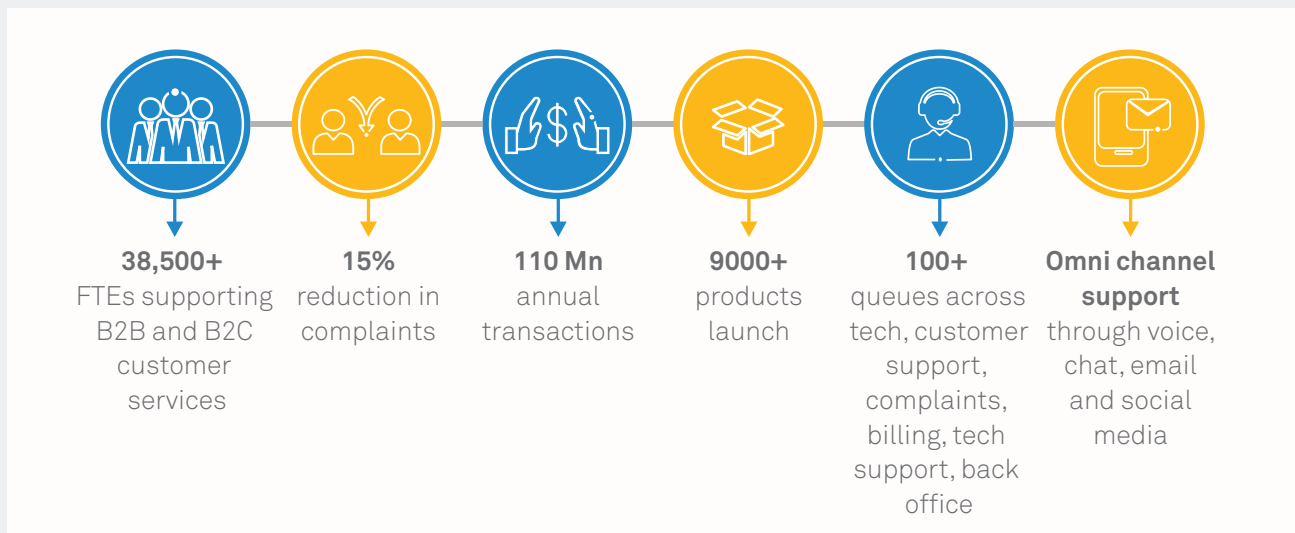 38,500+
FTEs supporting
B2B and B2C
customer
services
15%
reduction in
complaints
$
110 Mn
annual
transactions
9000+
products
launch
100+
queues across
tech, customer
support,
complaints,
billing, tech
support, back
office
Omni channel
support
through voice,
chat, email
and social
media